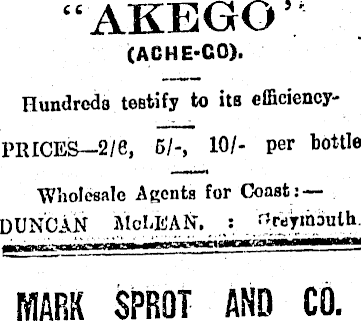 "AKEGO"
(ACHE-GO).
Hundreds testify to its efficiency-
PRICES—2/6, 5/-, 10/- per bottle
Wholesale Agents for Coast:—
DUNCAN McLEAN, : Greymouth.
MARK SPROT AND CO.